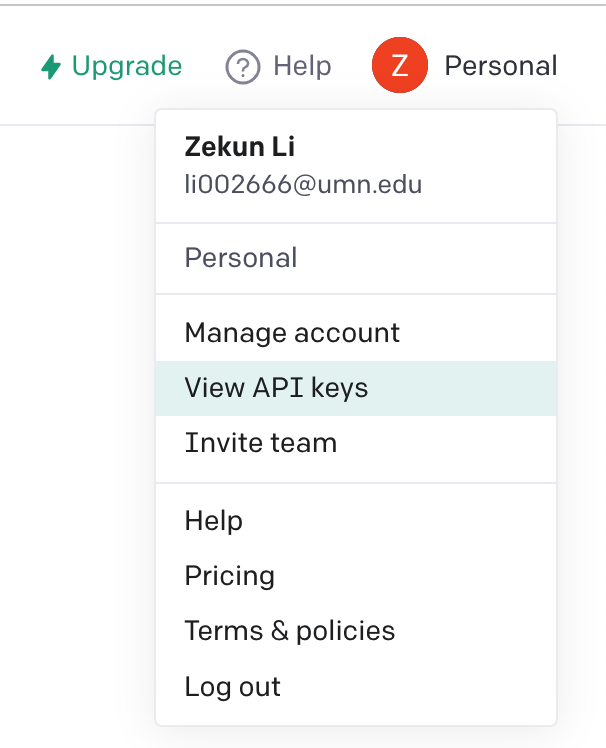 Upgrade ? Help Z Personal
Zekun Li
li002666@umn.edu
Personal
Manage account
View API keys
Invite team
Help
Pricing
Terms & policies
Log out